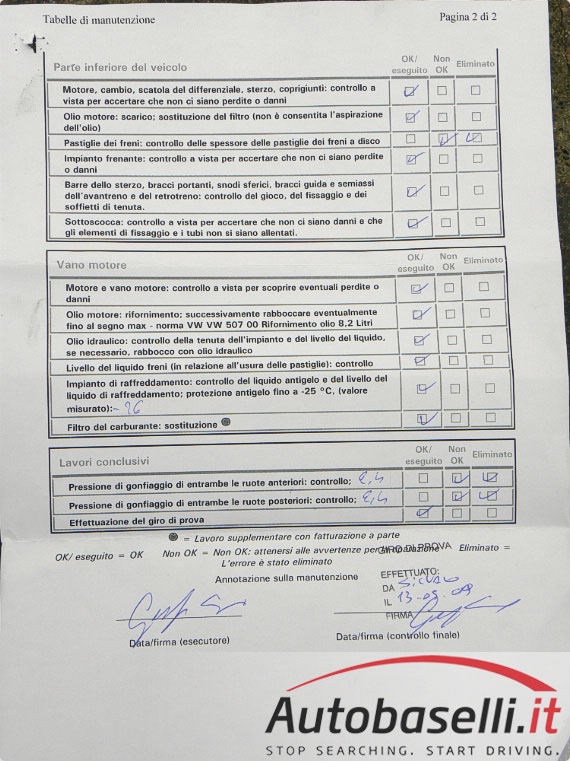 Tabelle di manutenzione
Pagina 2 di 2
Parte inferiore del veicolo
OK/ eseguito
Non OK
Eliminato
Motore, cambio, scatola del differenziale, sterzo, coprigiunti: controllo a
vista per accertare che non ci siano perdite o danni
Olio motore: scarico; sostituzione del filtro (non è consentita l'aspirazione
dell'olio)
Pastiglie dei freni: controllo delle spessore delle pastiglie dei freni a disco
Impianto frenante: controllo a vista per accertare che non ci siano perdite
o danni
Barre dello sterzo, bracci portanti, snodi sferici, bracci guida e semiassi
dell'avantreno e del retrotreno: controllo del gioco, del fissaggio e dei
soffietti di tenuta.
Sottoscocca: controllo a vista per accertare che non ci siano danni e che
gli elementi di fissaggio e i tubi non si siano allentati.
Vano motore
OK/ eseguito
Non OK
Eliminato
Motore e vano motore: controllo a vista per scoprire eventuali perdite o
danni
Olio motore: rifornimento; successivamente rabboccare eventualmente
fino al segno max - norma VW VW 507 00 Rifornimento olio 8,2 Litri
Olio idraulico: controllo della tenuta dell'impianto e del livello del liquido,
se necessario, rabbocco con olio idraulico
Livello del liquido freni (in relazione all'usura delle pastiglie): controllo
Impianto di raffreddamento: controllo del liquido antigelo e del livello del
liquido di raffreddamento; protezione antigelo fino a -25 °C, (valore
misurato):- 26
Filtro del carburante: sostituzione
Lavori conclusivi
OK/ eseguito
Non OK
Eliminato
Pressione di gonfiaggio di entrambe le ruote anteriori: controllo; 2,4
Pressione di gonfiaggio di entrambe le ruote posteriori: controllo; 2,4
Effettuazione del giro di prova
= Lavoro supplementare con fatturazione a parte
OK/ eseguito = OK Non OK = Non OK: attenersi alle avvertenze per la riparazione Eliminato =
L'errore è stato eliminato
GIRO DI PROVA
Annotazione sulla manutenzione
EFFETTUATO:
DA
IL 13-05-09
FIRMA
Data/firma (esecutore)
Data/firma (controllo finale)
Autobaselli.it
STOP SEARCHING. START DRIVING.